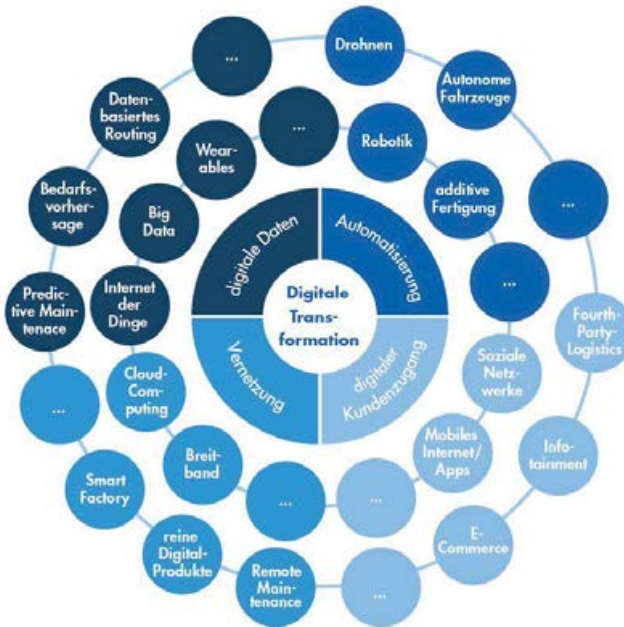 Digitale
Trans-
formation
digitale Daten
Automatisierung
digitaler
Kundenzugang
Vernetzung
...
Robotik
additive
Fertigung
...
Soziale
Netz-
werke
Mobiles
Internet/
Apps
...
...
Breit-
band
Cloud-
Com-
puting
Internet
der
Dinge
Big
Data
Wear-
ables
...
Drohnen
Autonome
Fahrzeuge
...
Fourth-
Party-
Logistics
Info-
tainment
E-
Commerce
...
Remote
Main-
tenance
reine
Digital-
Produkte
Smart
Factory
...
Predic-
tive Main-
tenace
Bedarfs-
vorher-
sage
Daten-
basiertes
Routing